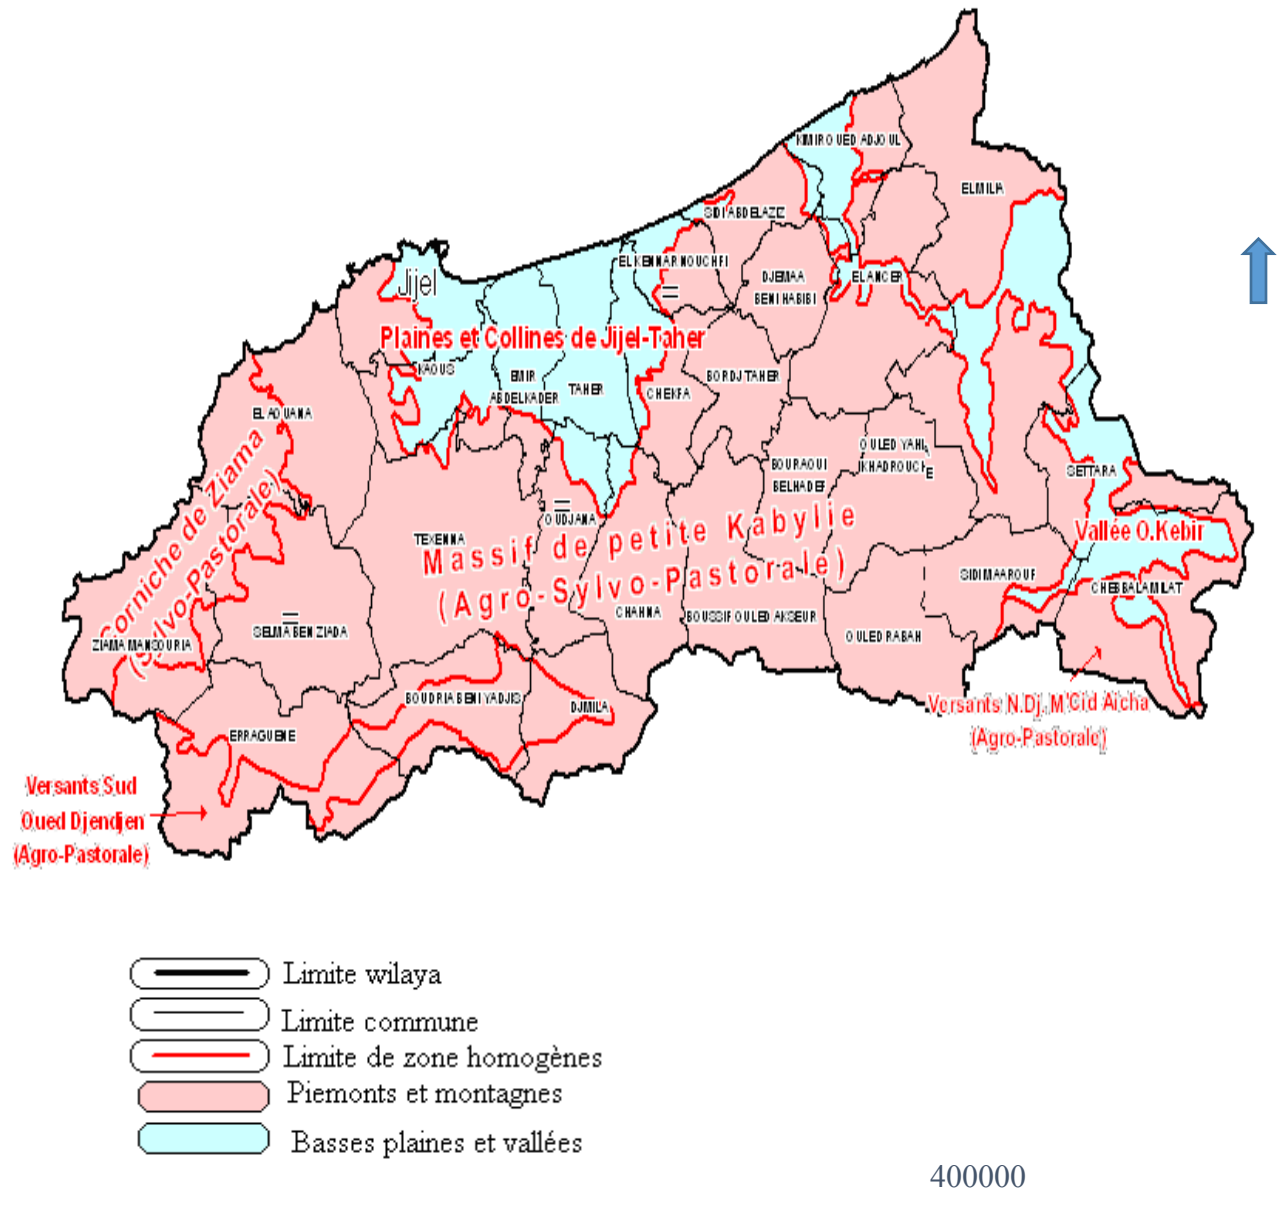 KIMIR OUED ADJOUL
EL MILIA
SIDI ABDELAZIZ
EL KENNAR NOUCHFI
DJEMAA
BENI HABIBI
EL ANCER
Jijel
Plaines et Collines de Jijel-Taher
KAOUS
EMIR
ABDELKADER
TAHER
CHEKFA
BORDJ TAHER
EL AOUANA
OULED YAHIA
KHADROUCHE
BOURAOUI
BELHADEF
SETTARA
Corniche de Ziama
(Sylvo-Pastorale)
OUDJANA
TEXENNA
Massif de petite Kabylie
(Agro-Sylvo-Pastorale)
Vallée O.Kebir
SIDI MAAROUF
CHEBBALAMILAT
CHAHNA
BOUSSIF OULED AKSEUR
OULED RABAH
SELMA BEN ZIADA
ZIAMA MANSOURIA
BOUDRIA BENI YADJIS
DJIMILA
ERRAGUENE
Versants N.Dj. M'Cid Aicha
(Agro-Pastorale)
Versants Sud
Oued Djendjen
(Agro-Pastorale)
Limite wilaya
Limite commune
Limite de zone homogènes
Piemonts et montagnes
Basses plaines et vallées
400000